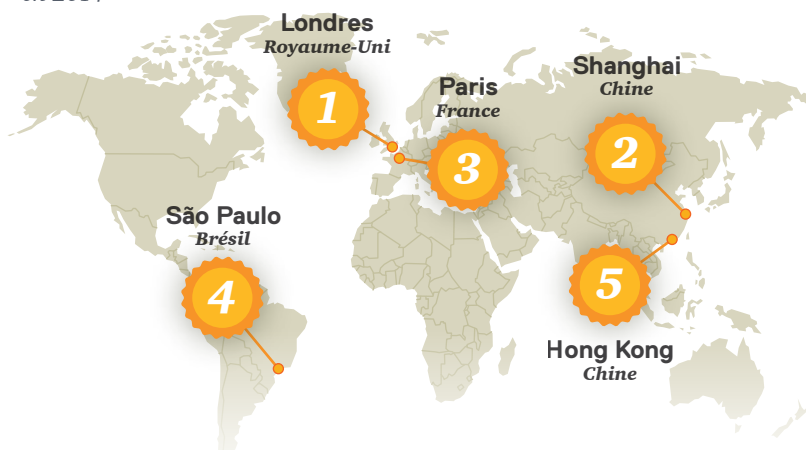 Londres
Royaume-Uni
1
Paris
France
3
Shanghai
Chine
2
São Paulo
Brésil
4
5
Hong Kong
Chine